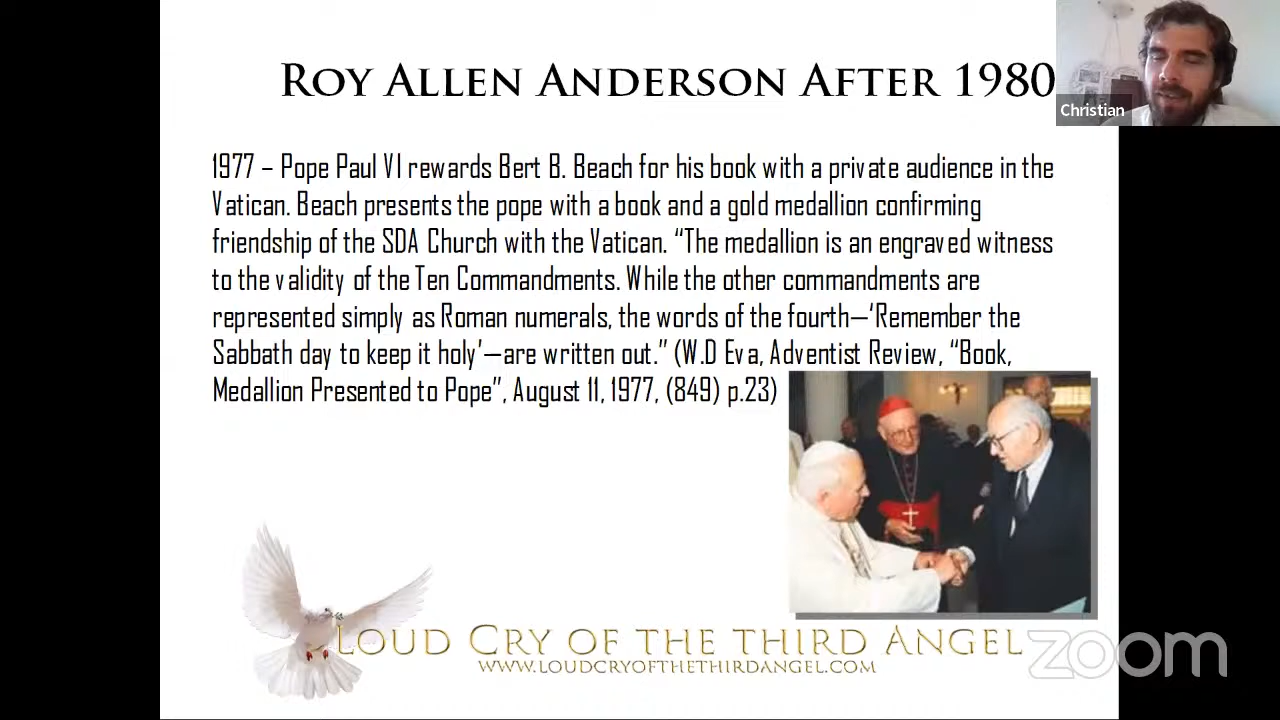 Roy Allen Anderson After 1980
Christian
1977 – Pope Paul VI rewards Bert B. Beach for his book with a private audience in the
Vatican. Beach presents the pope with a book and a gold medallion confirming
friendship of the SDA Church with the Vatican. “The medallion is an engraved witness
to the validity of the Ten Commandments. While the other commandments are
represented simply as Roman numerals, the words of the fourth—‘Remember the
Sabbath day to keep it holy’—are written out.” (W.D Eva, Adventist Review, “Book,
Medallion Presented to Pope”, August 11, 1977, (849) p.23)
Loud Cry of the Third Angel
www.loudcryofthethirdangel.com
zoom